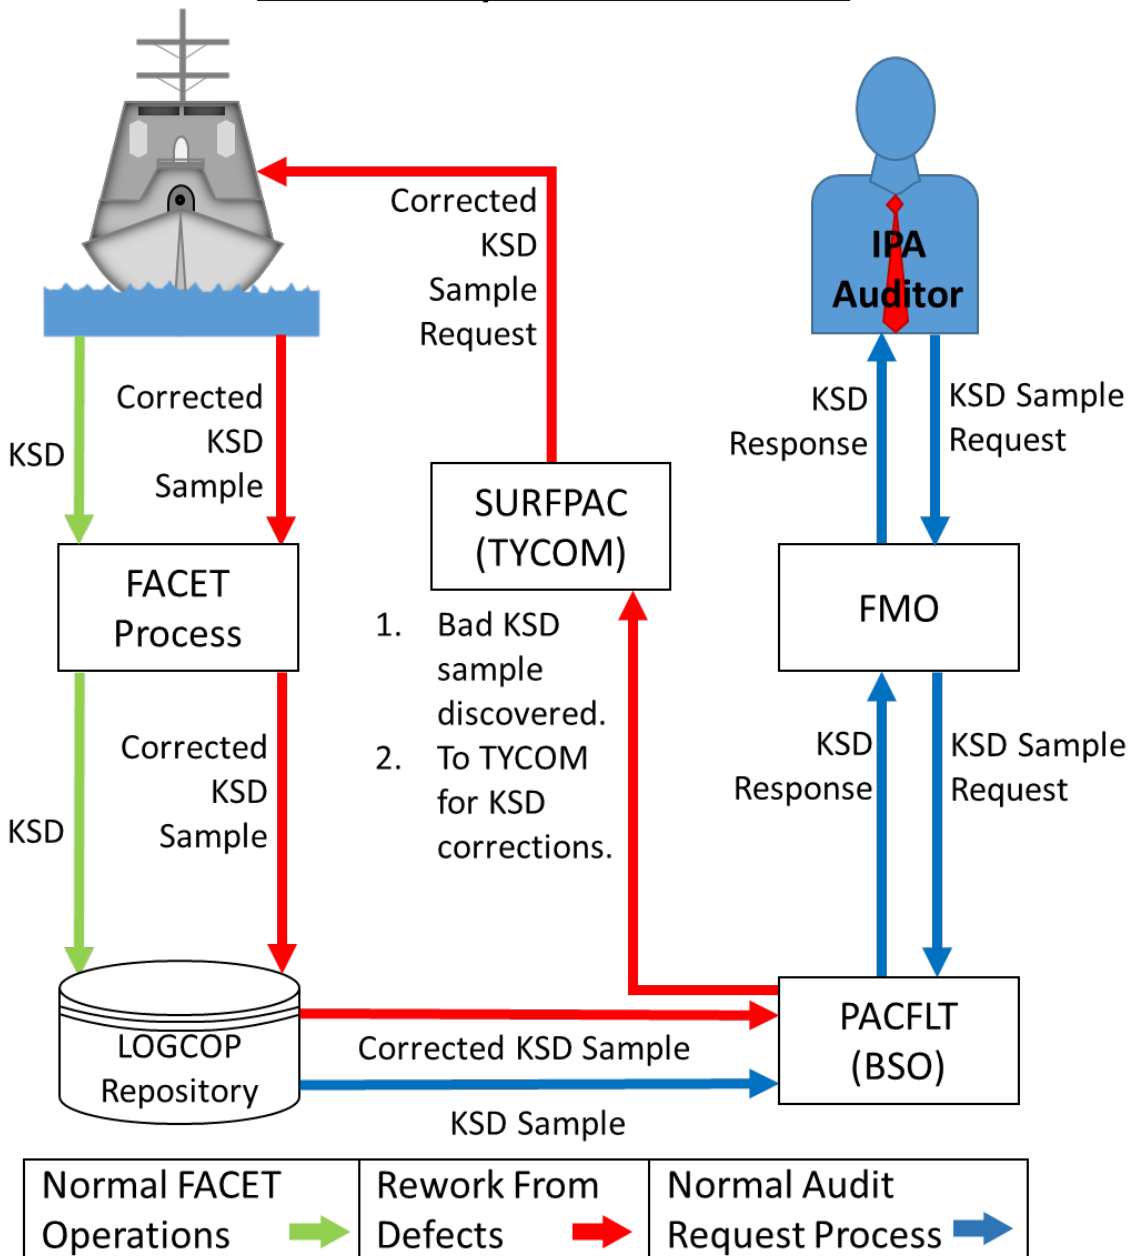 Corrected
KSD
Sample
Request
IPA
Auditor
KSD
Corrected
KSD
Sample
KSD
Response
KSD Sample
Request
SURFPAC
(TYCOM)
FACET
Process
FMO
1. Bad KSD
sample
discovered.
2. To TYCOM
for KSD
corrections.
KSD
Corrected
KSD
Sample
KSD
Response
KSD Sample
Request
LOGCOP
Repository
Corrected KSD Sample
KSD Sample
PACFLT
(BSO)
Normal FACET
Operations
Rework From
Defects
Normal Audit
Request Process